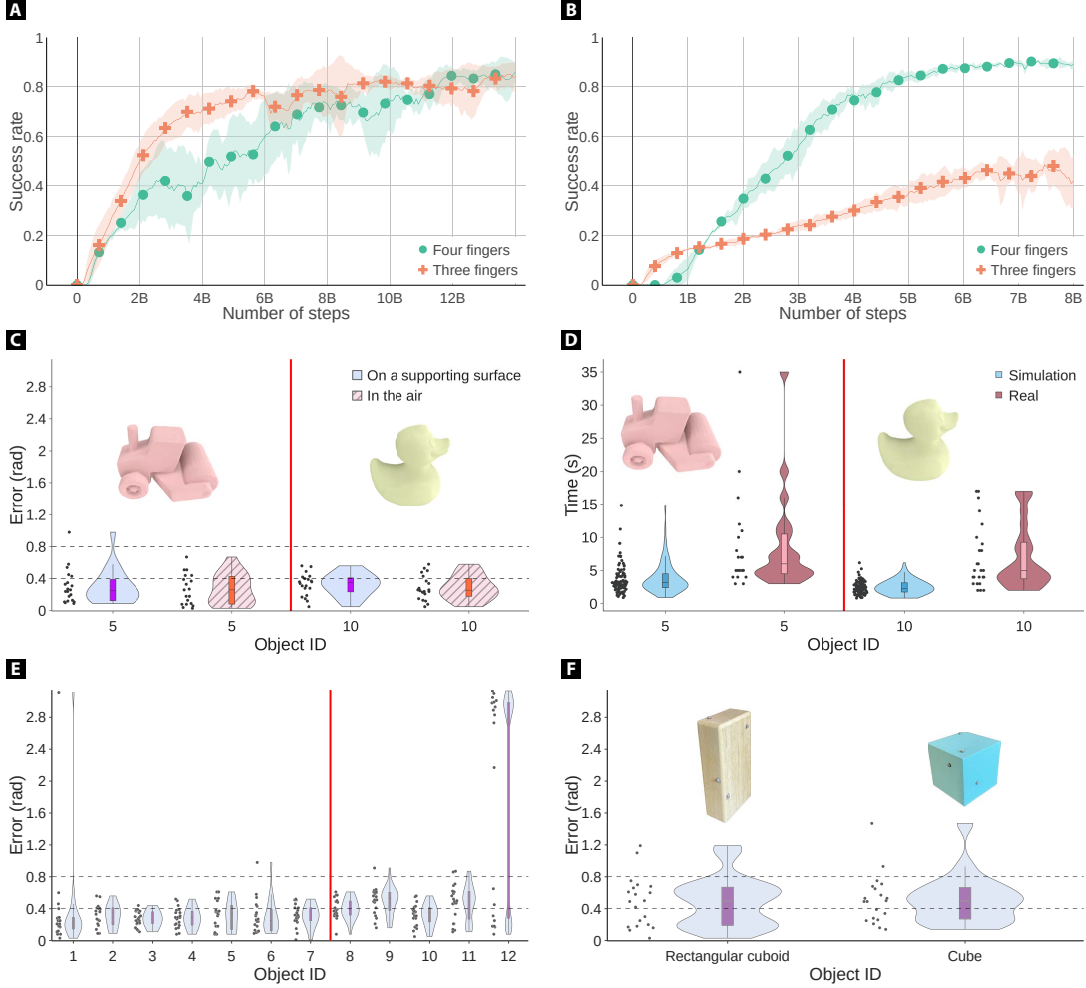 A
1
0.8
0.6
0.4
0.2
0
Success rate
0
2B
4B
6B
8B
10B
12B
Number of steps
Four fingers
Three fingers
B
1
0.8
0.6
0.4
0.2
0
Success rate
0
1B
2B
3B
4B
5B
6B
7B
8B
Number of steps
Four fingers
Three fingers
C
2.8
2.4
2
1.6
1.2
0.8
0.4
0
Error (rad)
On a supporting surface
In the air
5
5
10
10
Object ID
D
35
30
25
20
15
10
5
0
Time (s)
Simulation
Real
5
5
10
10
Object ID
E
2.8
2.4
2
1.6
1.2
0.8
0.4
0
Error (rad)
1
2
3
4
5
6
7
8
9
10
11
12
Object ID
F
2.8
2.4
2
1.6
1.2
0.8
0.4
0
Error (rad)
Rectangular cuboid
Cube
Object ID